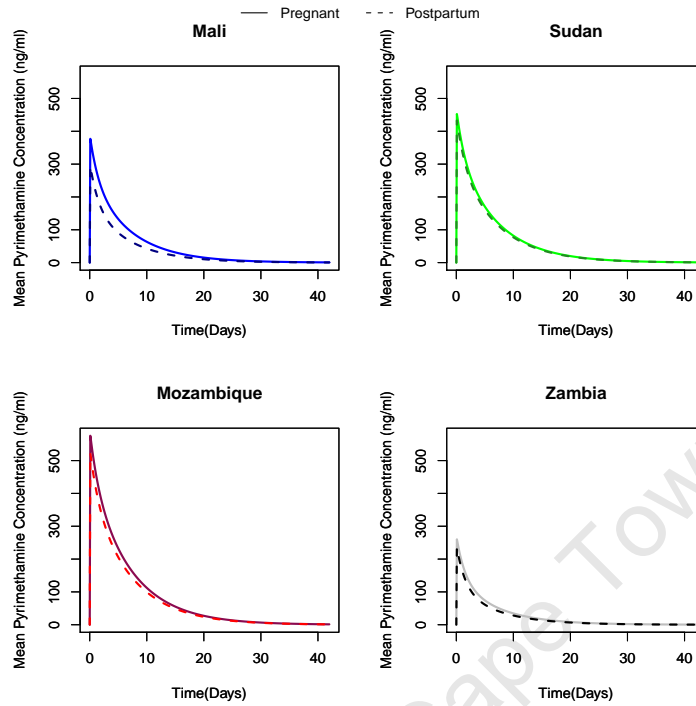 Pregnant Postpartum
Mali
Mean Pyrimethamine Concentration (ng/ml)
500
300
100
0
0 10 20 30 40
Time(Days)
Sudan
Mean Pyrimethamine Concentration (ng/ml)
500
300
100
0
0 10 20 30 40
Time(Days)
Mozambique
Mean Pyrimethamine Concentration (ng/ml)
500
300
100
0
0 10 20 30 40
Time(Days)
Zambia
Mean Pyrimethamine Concentration (ng/ml)
500
300
100
0
0 10 20 30 40
Time(Days)
Cape Tow